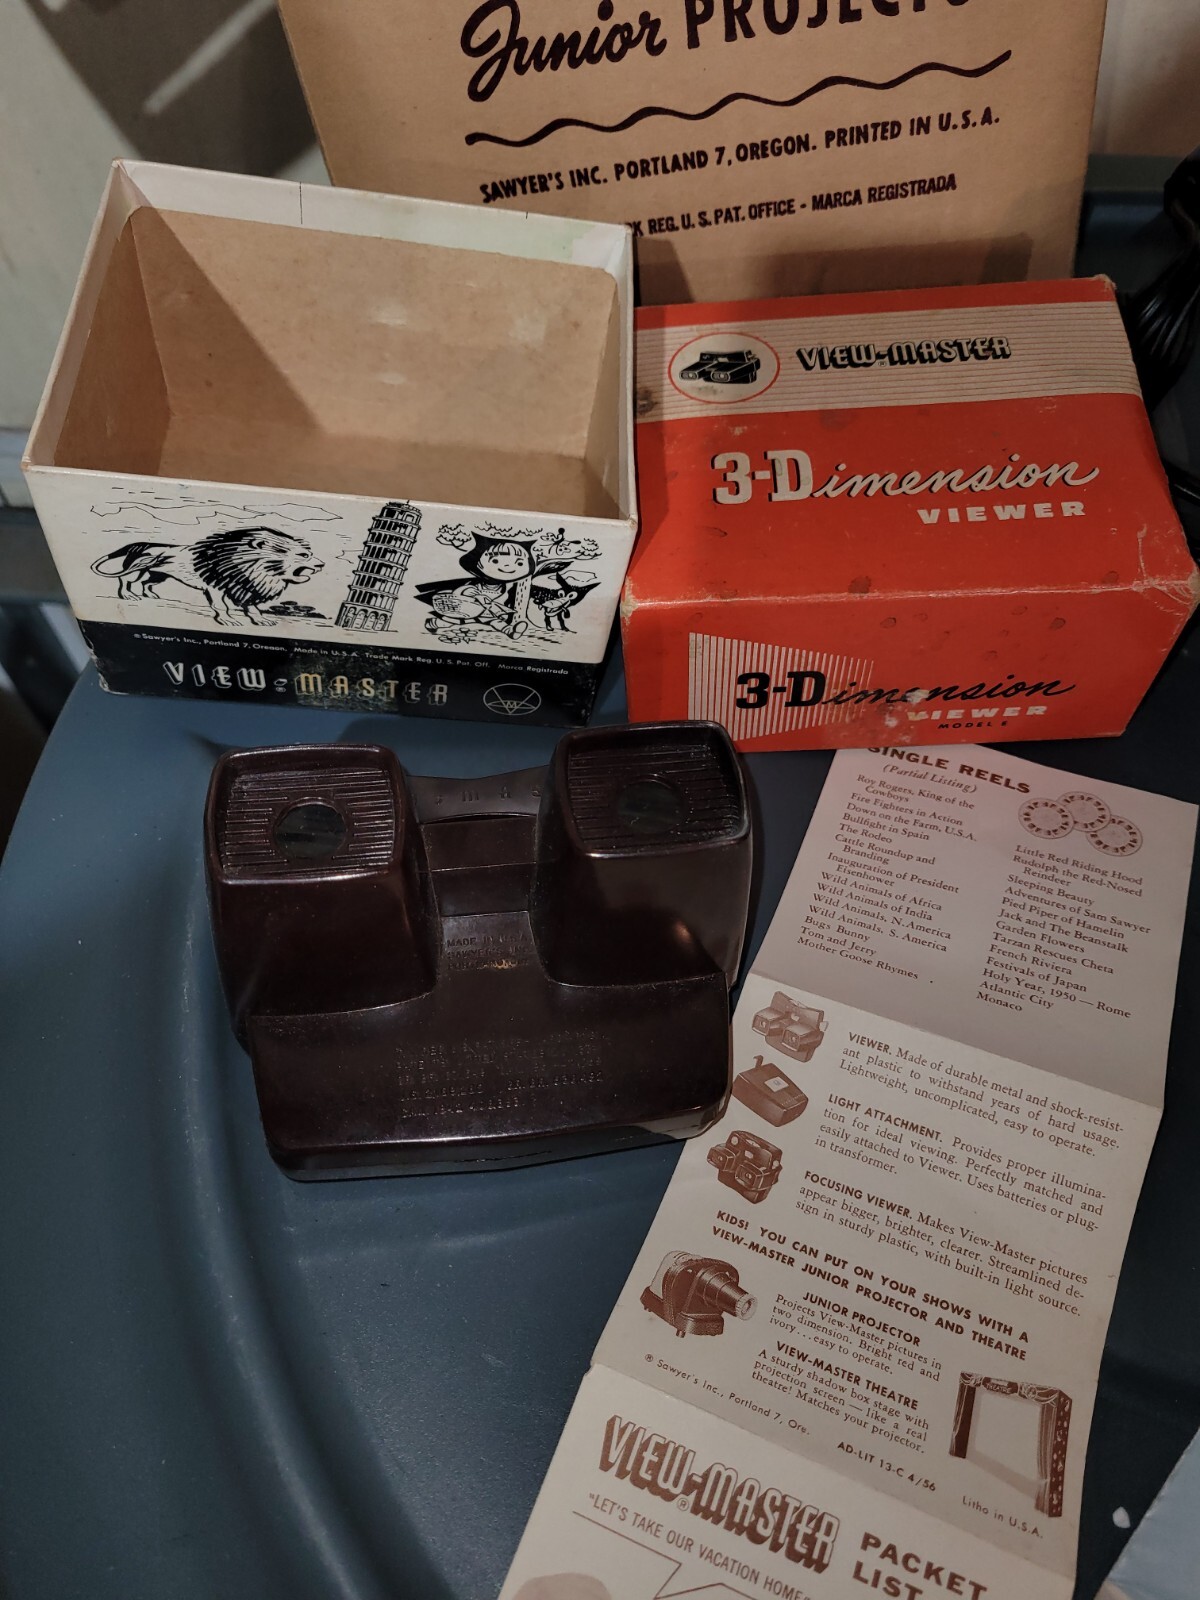 Junior
SAWYER'S INC. PORTLAND 7, OREGON. PRINTED IN U.S.A.
REG. U.S. PAT. OFFICE - MARCA REGISTRADA
VIEW-MASTER
3-Dimension
VIEWER
3-Dimension
VIEWER
MODEL E
© Sawyer's Inc., Portland 7, Oregon. Made in U.S.A. Trade Mark Reg. U.S. Pat. Off. Marca Registrada
VIEW-MASTER
MADE IN U.S.A.
SINGLE REELS
(Partial Listing)
Roy Rogers, King of the
Cowboys
Fire Fighters in Action
Down on the Farm, U.S.A.
Bullfight in Spain
The Rodeo
Cattle Roundup and
Branding
Inauguration of President
Eisenhower
Wild Animals of Africa
Wild Animals of India
Wild Animals, N. America
Wild Animals, S. America
Bugs Bunny
Tom and Jerry
Mother Goose Rhymes
Little Red Riding Hood
Rudolph the Red-Nosed
Reindeer
Sleeping Beauty
Adventures of Sam Sawyer
Pied Piper of Hamelin
Jack and The Beanstalk
Garden Flowers
Tarzan Rescues Cheta
French Riviera
Festivals of Japan
Holy Year, 1950 — Rome
Atlantic City
Monaco
VIEWER. Made of durable metal and shock-resist-
ant plastic to withstand years of hard usage.
Lightweight, uncomplicated, easy to operate.
LIGHT ATTACHMENT. Provides proper illumina-
tion for ideal viewing. Perfectly matched and
easily attached to Viewer. Uses batteries or plug-
in transformer.
FOCUSING VIEWER. Makes View-Master pictures
appear bigger, brighter, clearer. Streamlined de-
sign in sturdy plastic, with built-in light source.
KIDS! YOU CAN PUT ON YOUR SHOWS WITH A
VIEW-MASTER JUNIOR PROJECTOR AND THEATRE
JUNIOR PROJECTOR
Projects View-Master pictures in
two dimension. Bright red and
ivory . . . easy to operate.
VIEW-MASTER THEATRE
A sturdy shadow box stage with
projection screen — like a real
theatre! Matches your projector.
® Sawyer's Inc., Portland 7, Ore.
AD-LIT 13-C 4/56
Litho in U.S.A.
VIEW-MASTER
®
PACKET
LIST
"LET'S TAKE OUR VACATION HOME